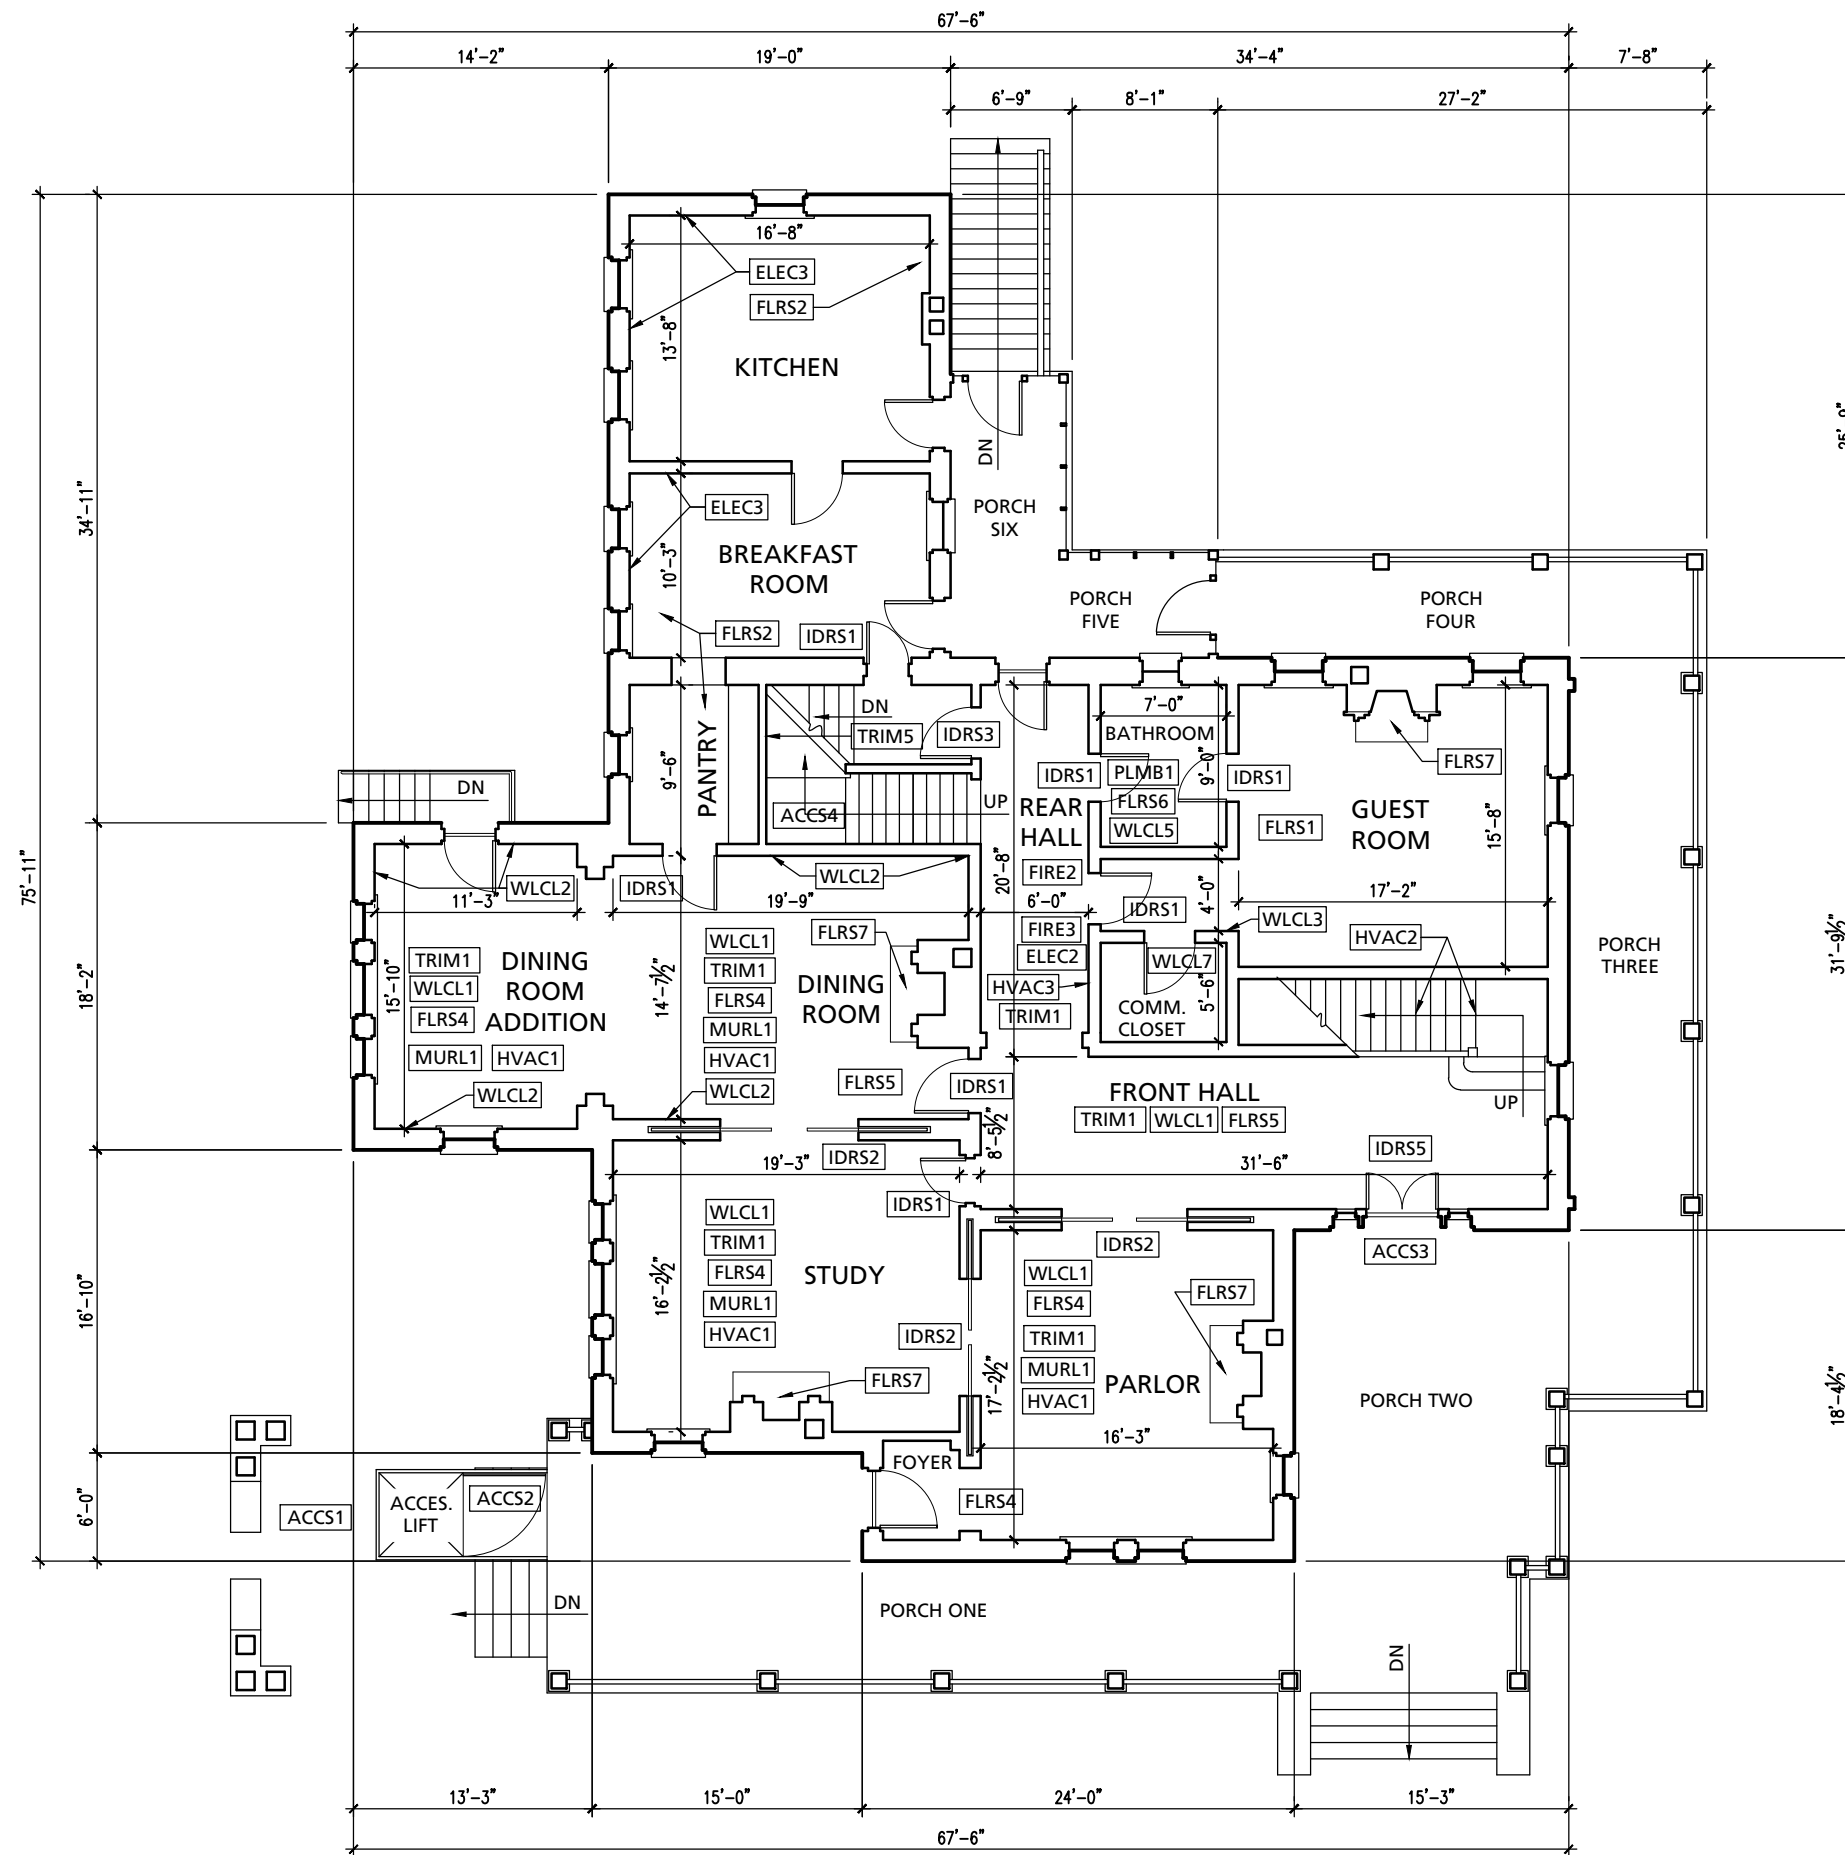 67'-6"
14'-2"
19'-0"
34'-4"
7'-8"
6'-9"
8'-1"
27'-2"
16'-8"
ELEC3
FLRS2
13'-8"
KITCHEN
DN
34'-11"
ELEC3
PORCH
SIX
BREAKFAST
ROOM
10'-3"
FLRS2
IDRS1
PORCH
FIVE
PORCH
FOUR
DN
TRIM5
IDRS3
7'-0"
BATHROOM
9'-6"
PANTRY
ACCS4
UP
REAR
HALL
IDRS1
PLMB1
FLRS6
WLCL5
9'-0"
IDRS1
FLRS7
FLRS1
GUEST
ROOM
15'-8"
DN
75'-11"
WLCL2
11'-3"
IDRS1
WLCL2
19'-9"
20'-8"
FIRE2
6'-0"
IDRS1
4'-0"
17'-2"
WLCL3
HVAC2
FIRE3
ELEC2
HVAC3
TRIM1
WLCL7
COMM.
CLOSET
5'-6"
PORCH
THREE
31'-9½"
18'-2"
15'-10"
TRIM1
WLCL1
FLRS4
MURL1
HVAC1
DINING
ROOM
ADDITION
WLCL2
14'-7½"
WLCL1
TRIM1
FLRS4
MURL1
HVAC1
WLCL2
FLRS7
DINING
ROOM
FLRS5
IDRS1
FRONT HALL
TRIM1
WLCL1
FLRS5
UP
8'-5½"
IDRS2
19'-3"
31'-6"
IDRS5
IDRS1
16'-10"
16'-2½"
WLCL1
TRIM1
FLRS4
MURL1
HVAC1
STUDY
IDRS2
FLRS7
IDRS2
ACCS3
WLCL1
FLRS4
TRIM1
MURL1
HVAC1
FLRS7
PARLOR
17'-2½"
16'-3"
PORCH TWO
18'-4½"
FOYER
FLRS4
6'-0"
ACCS1
ACCES.
LIFT
ACCS2
DN
PORCH ONE
DN
13'-3"
15'-0"
24'-0"
15'-3"
67'-6"